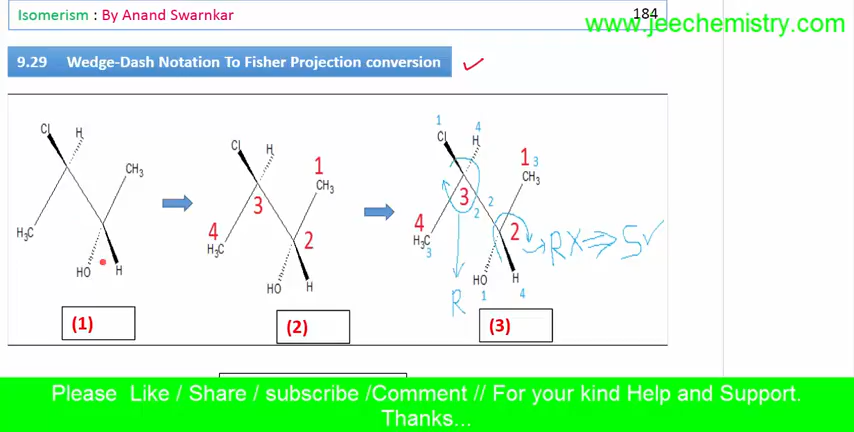 Isomerism : By Anand Swarnkar
184
www.jeechemistry.com
9.29 Wedge-Dash Notation To Fisher Projection conversion
Cl H
CH₃
H₃C
HO H
(1)
Cl H
1
CH₃
3
4
H₃C
2
HO H
(2)
1
Cl
4
H
1 3
CH₃
3
2
2
4
H₃C
3
2
R X ⇒ S ✓
HO 1
H
4
R
(3)
Please Like / Share / subscribe /Comment // For your kind Help and Support.
Thanks...